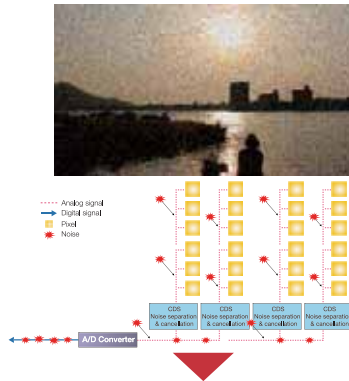 Analog signal
Digital signal
Pixel
Noise
CDS
Noise separation
& cancellation
CDS
Noise separation
& cancellation
CDS
Noise separation
& cancellation
CDS
Noise separation
& cancellation
A/D Converter